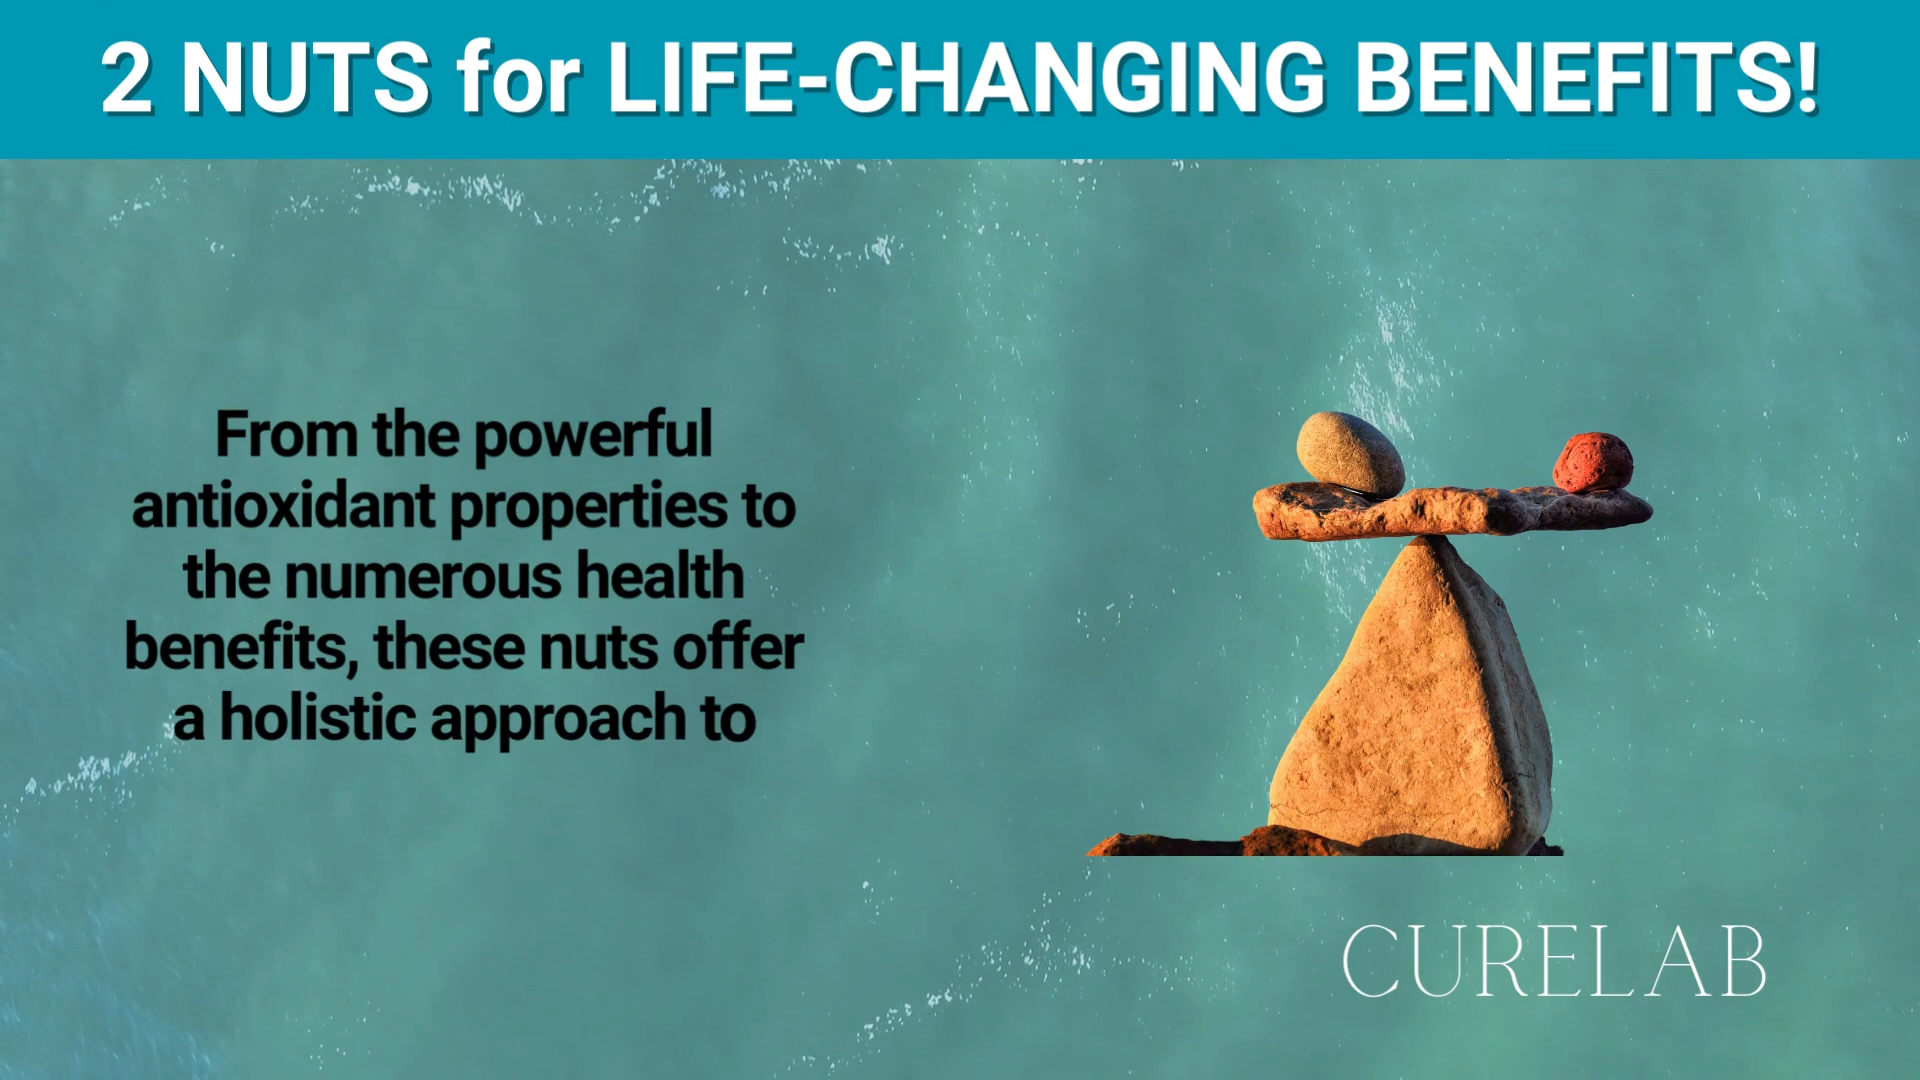 2 NUTS for LIFE-CHANGING BENEFITS!
From the powerful
antioxidant properties to
the numerous health
benefits, these nuts offer
a holistic approach to
CURELAB